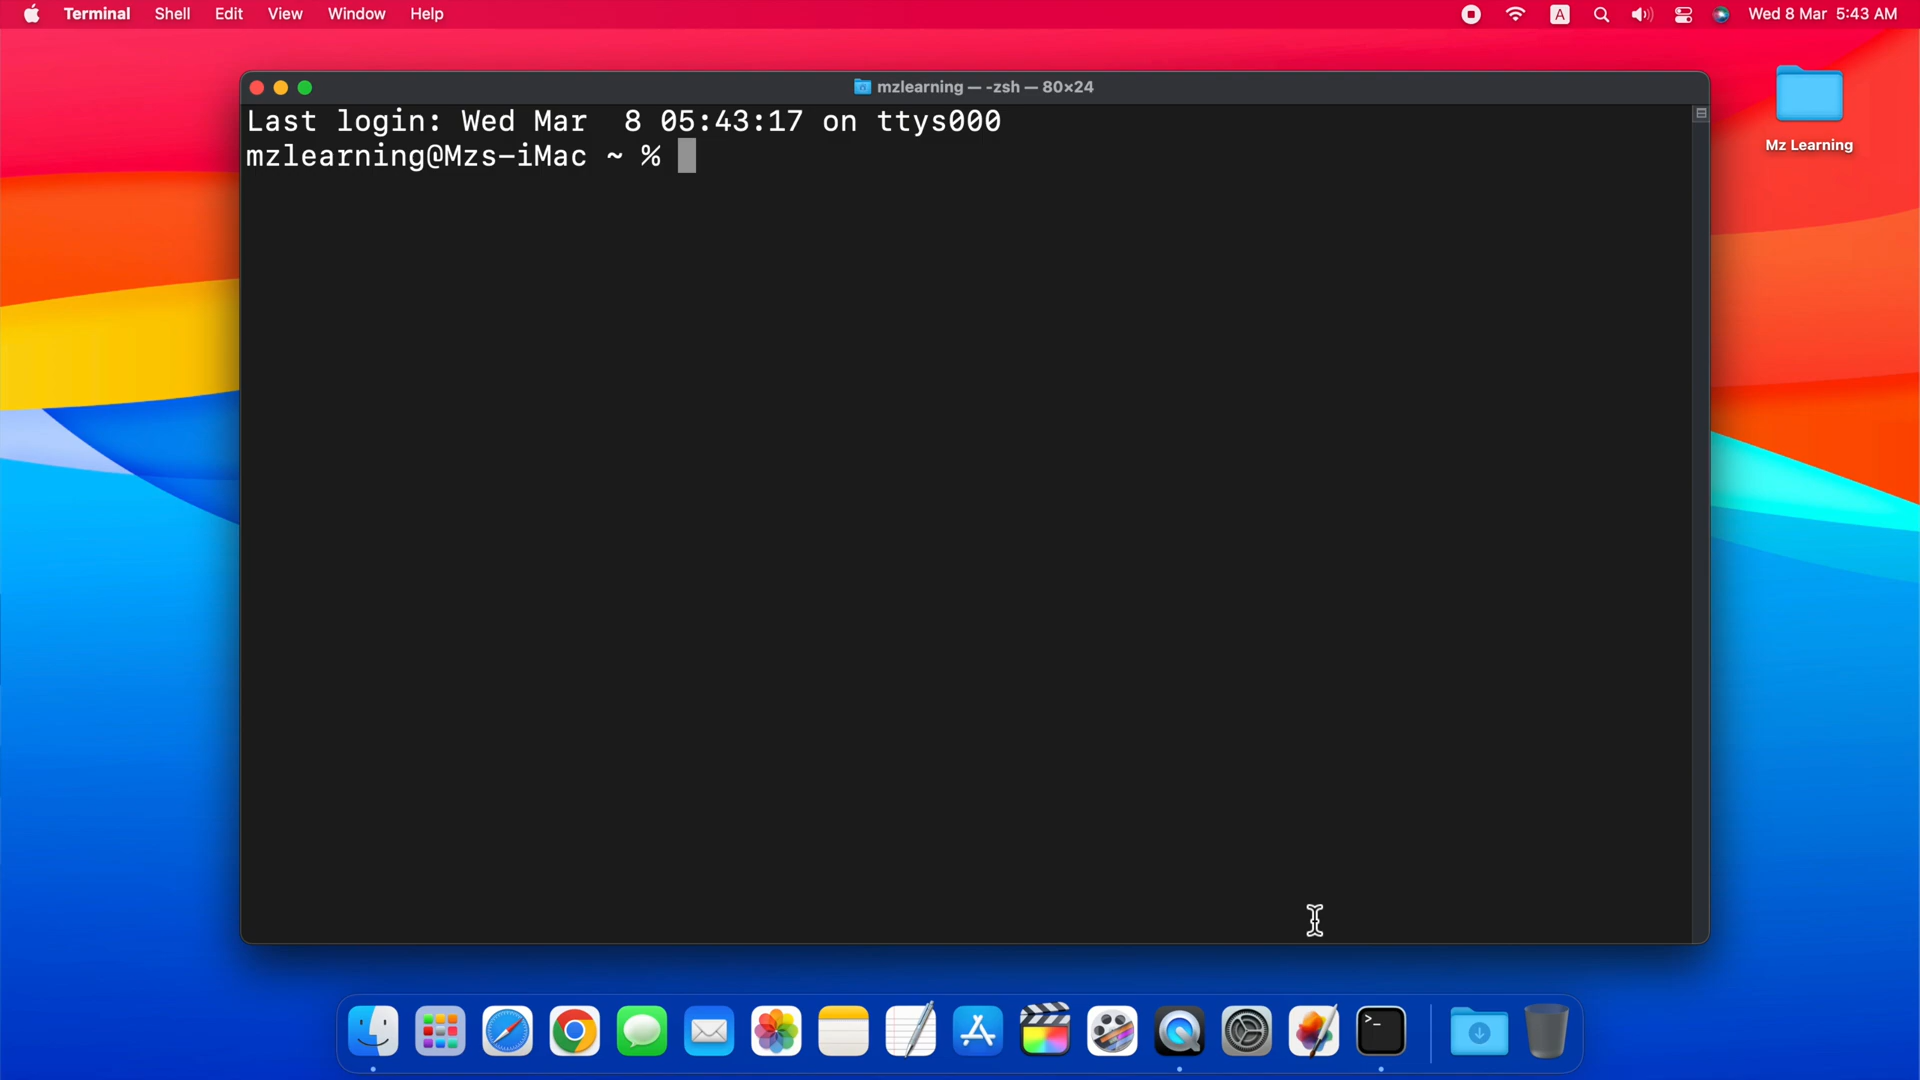 Terminal Shell Edit View Window Help A Wed 8 Mar 5:43 AM
mzlearning — -zsh — 80×24
Last login: Wed Mar  8 05:43:17 on ttys000
mzlearning@Mzs-iMac ~ %
Mz Learning
>_